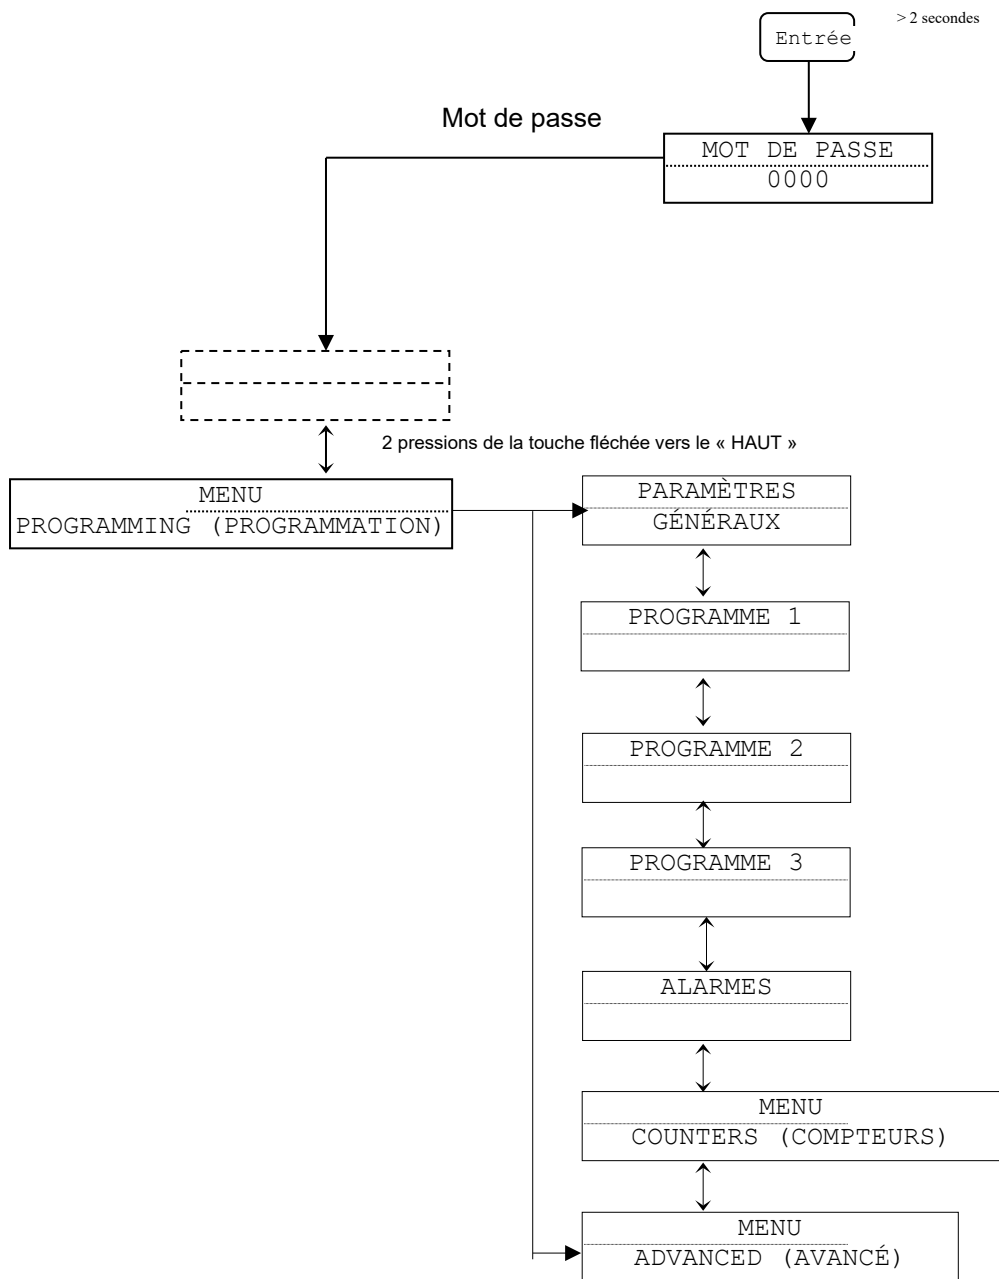 > 2 secondes
Entrée
Mot de passe
MOT DE PASSE
0000
2 pressions de la touche fléchée vers le « HAUT »
MENU
PROGRAMMING (PROGRAMMATION)
PARAMÈTRES
GÉNÉRAUX
PROGRAMME 1
PROGRAMME 2
PROGRAMME 3
ALARMES
MENU
COUNTERS (COMPTEURS)
MENU
ADVANCED (AVANCÉ)